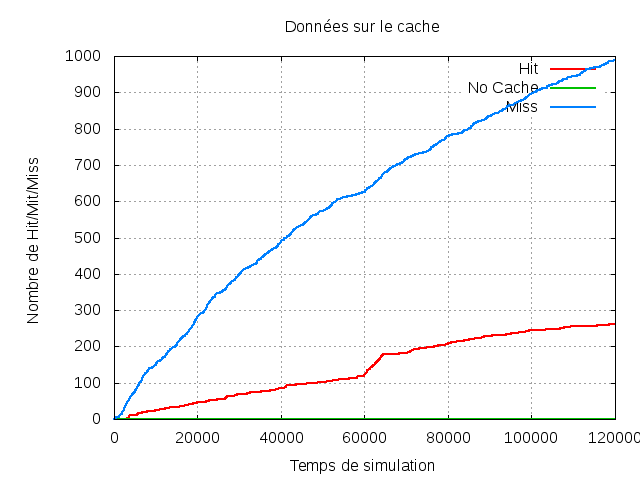 Données sur le cache
Nombre de Hit/Mit/Miss
1000
900
800
700
600
500
400
300
200
100
0
Hit
No Cache
Miss
0 20000 40000 60000 80000 100000 120000
Temps de simulation